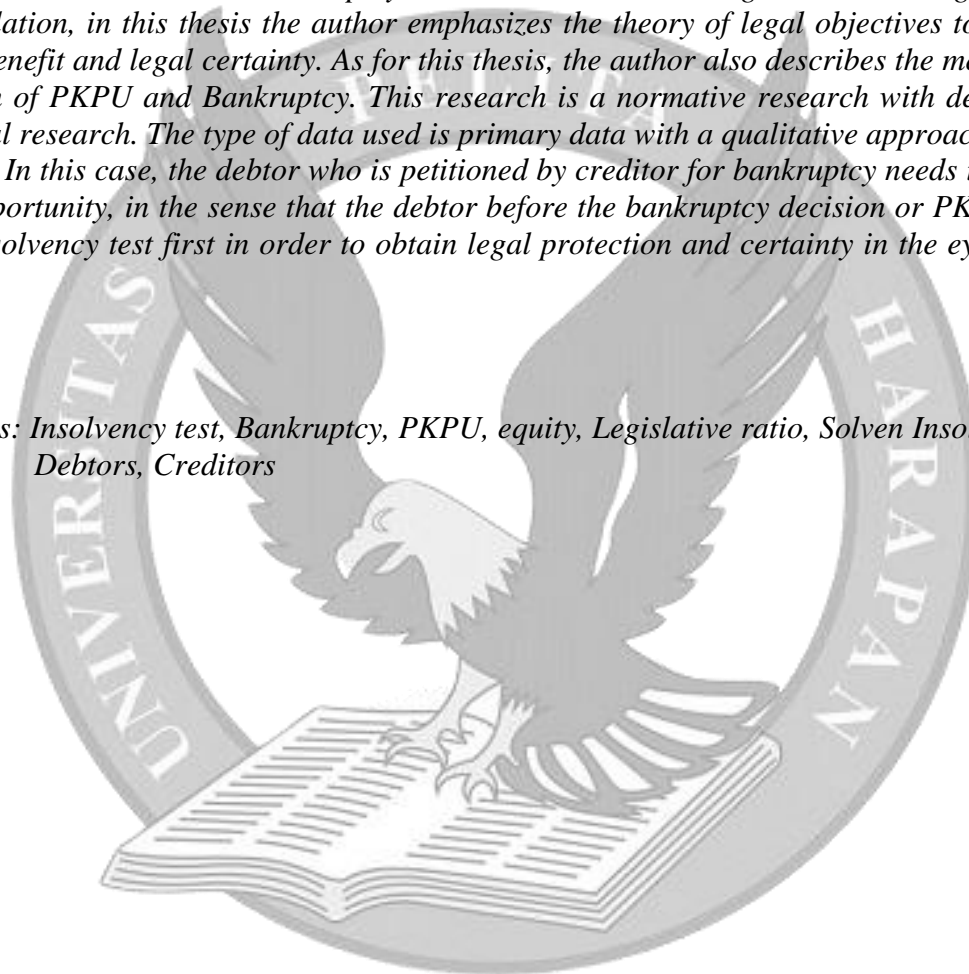 lation, in this thesis the author emphasizes the theory of legal objectives to
enefit and legal certainty. As for this thesis, the author also describes the m
n of PKPU and Bankruptcy. This research is a normative research with de
l research. The type of data used is primary data with a qualitative approac
In this case, the debtor who is petitioned by creditor for bankruptcy needs
portunity, in the sense that the debtor before the bankruptcy decision or PK
solvency test first in order to obtain legal protection and certainty in the ey
s: Insolvency test, Bankruptcy, PKPU, equity, Legislative ratio, Solven Inso
Debtors, Creditors
UNIVERSITAS
PELITA
HARAPAN